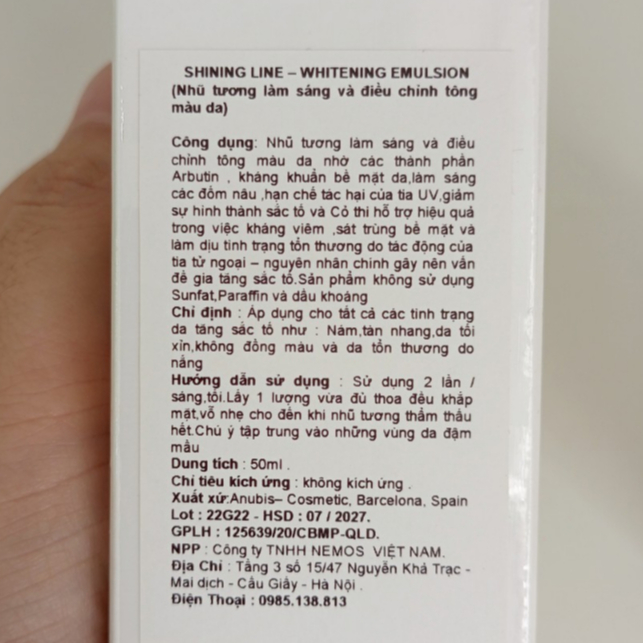 SHINING LINE – WHITENING EMULSION
(Nhũ tương làm sáng và điều chỉnh tông
màu da)
Công dụng: Nhũ tương làm sáng và điều
chỉnh tông màu da nhờ các thành phần
Arbutin , kháng khuẩn bề mặt da,làm sáng
các đốm nâu ,hạn chế tác hại của tia UV,giảm
sự hình thành sắc tố và Cỏ thi hỗ trợ hiệu quả
trong việc kháng viêm ,sát trùng bề mặt và
làm dịu tình trạng tổn thương do tác động của
tia tử ngoại – nguyên nhân chính gây nên vấn
đề gia tăng sắc tố.Sản phẩm không sử dụng
Sunfat,Paraffin và dầu khoáng
Chỉ định : Áp dụng cho tất cả các tình trạng
da tăng sắc tố như : Nám,tàn nhang,da tối
xỉn,không đồng màu và da tổn thương do
nắng
Hướng dẫn sử dụng : Sử dụng 2 lần /
sáng,tối.Lấy 1 lượng vừa đủ thoa đều khắp
mặt,vỗ nhẹ cho đến khi nhũ tương thẩm thấu
hết.Chú ý tập trung vào những vùng da đậm
mầu
Dung tích : 50ml .
Chỉ tiêu kích ứng : không kích ứng .
Xuất xứ:Anubis– Cosmetic, Barcelona, Spain
Lot : 22G22 - HSD : 07 / 2027.
GPLH : 125639/20/CBMP-QLD.
NPP : Công ty TNHH NEMOS VIỆT NAM.
Địa Chỉ : Tầng 3 số 15/47 Nguyễn Khả Trạc -
Mai dịch - Cầu Giấy - Hà Nội .
Điện Thoại : 0985.138.813